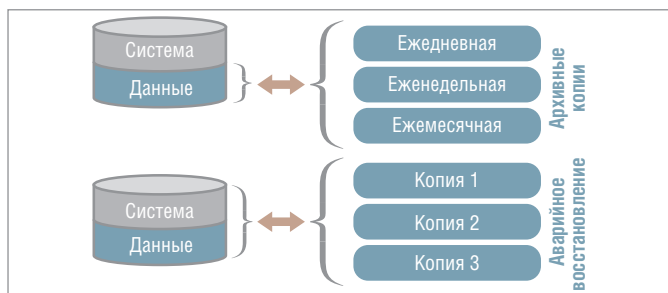 Система
Данные
Ежедневная
Еженедельная
Ежемесячная
Архивные
копии
Система
Данные
Копия 1
Копия 2
Копия 3
Аварийное
восстановление